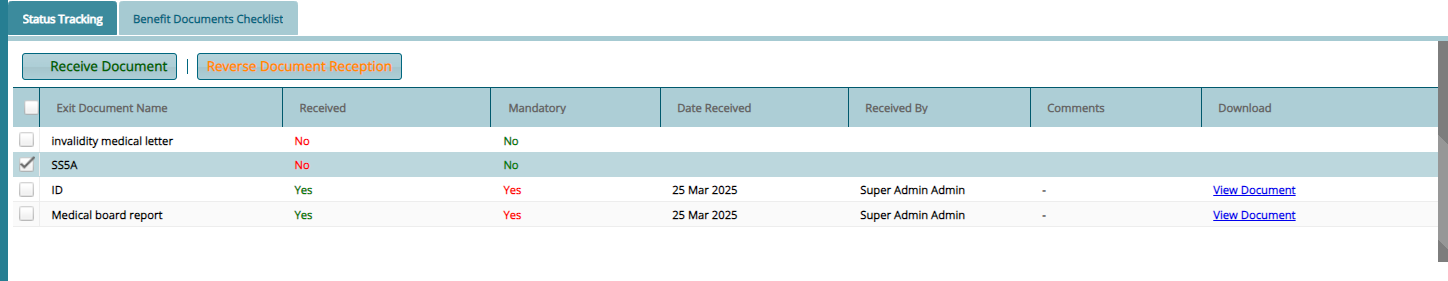 Status Tracking Benefit Documents Checklist
Receive Document | Reverse Document Reception
Exit Document Name Received Mandatory Date Received Received By Comments Download
invalidity medical letter No No
SS5A No No
ID Yes Yes 25 Mar 2025 Super Admin Admin - View Document
Medical board report Yes Yes 25 Mar 2025 Super Admin Admin - View Document